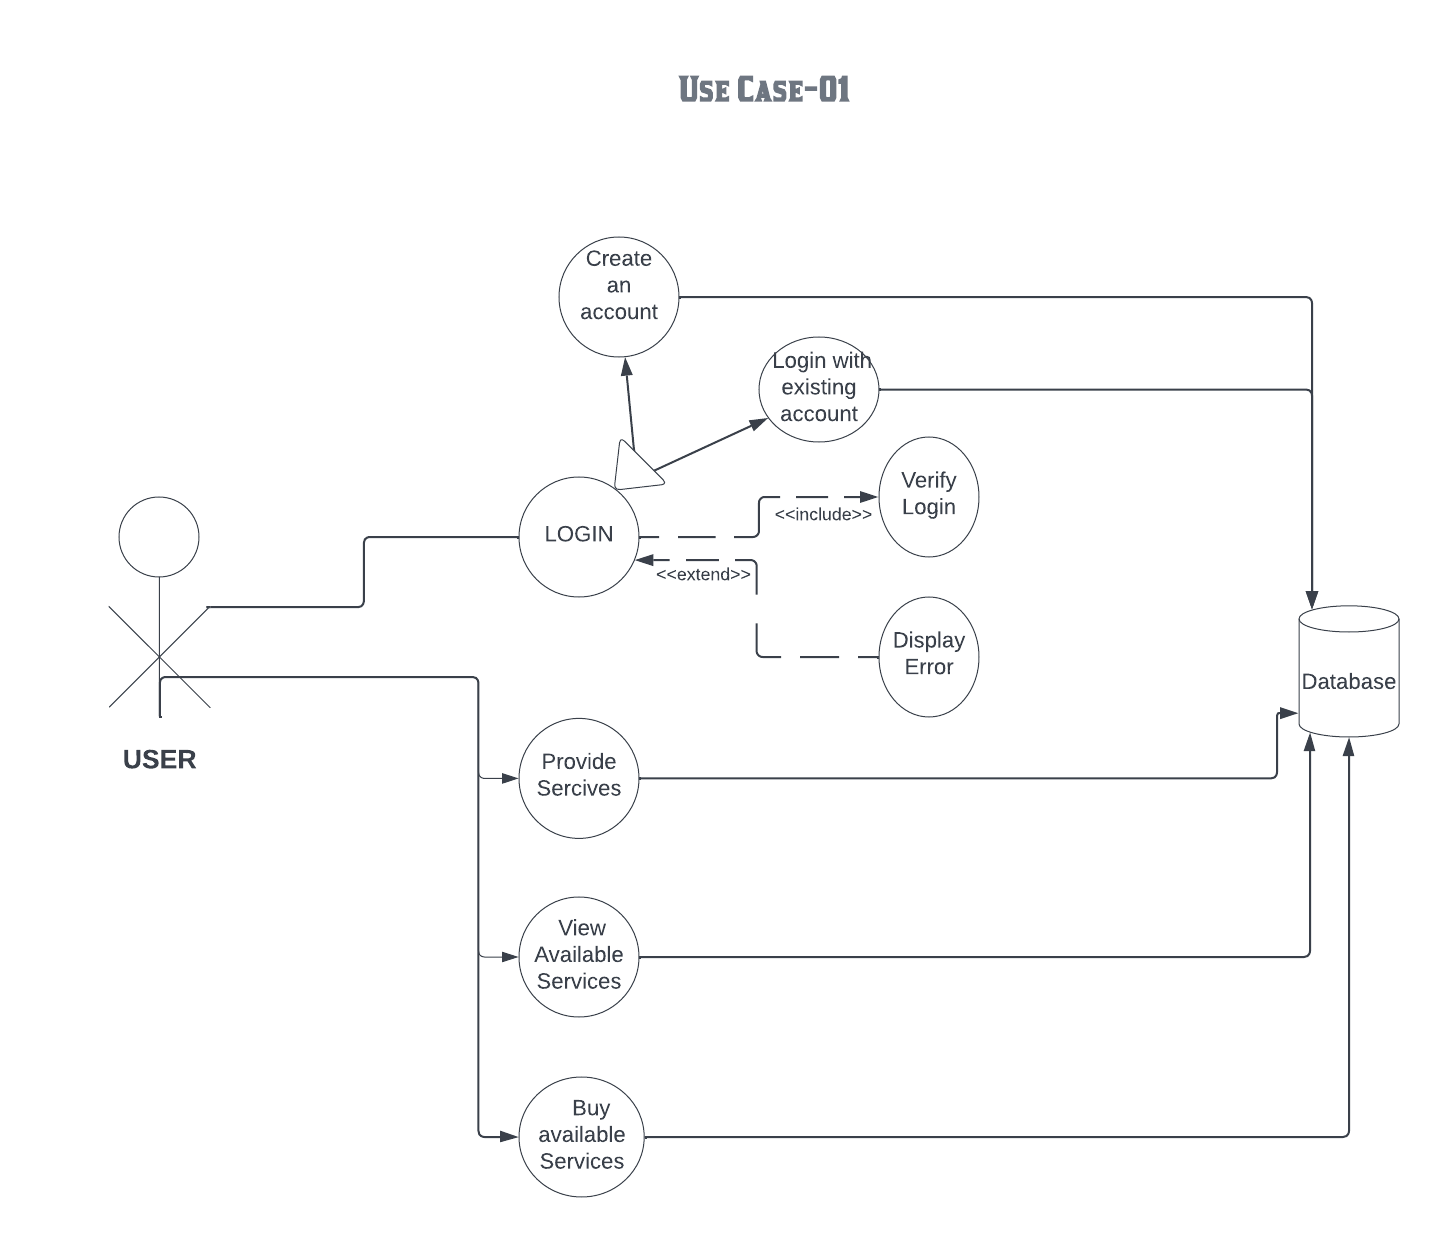 USE CASE-01
Create
an
account
Login with
existing
account
Verify
Login
<<include>>
LOGIN
<<extend>>
Display
Error
Database
USER
Provide
Sercives
View
Available
Services
Buy
available
Services